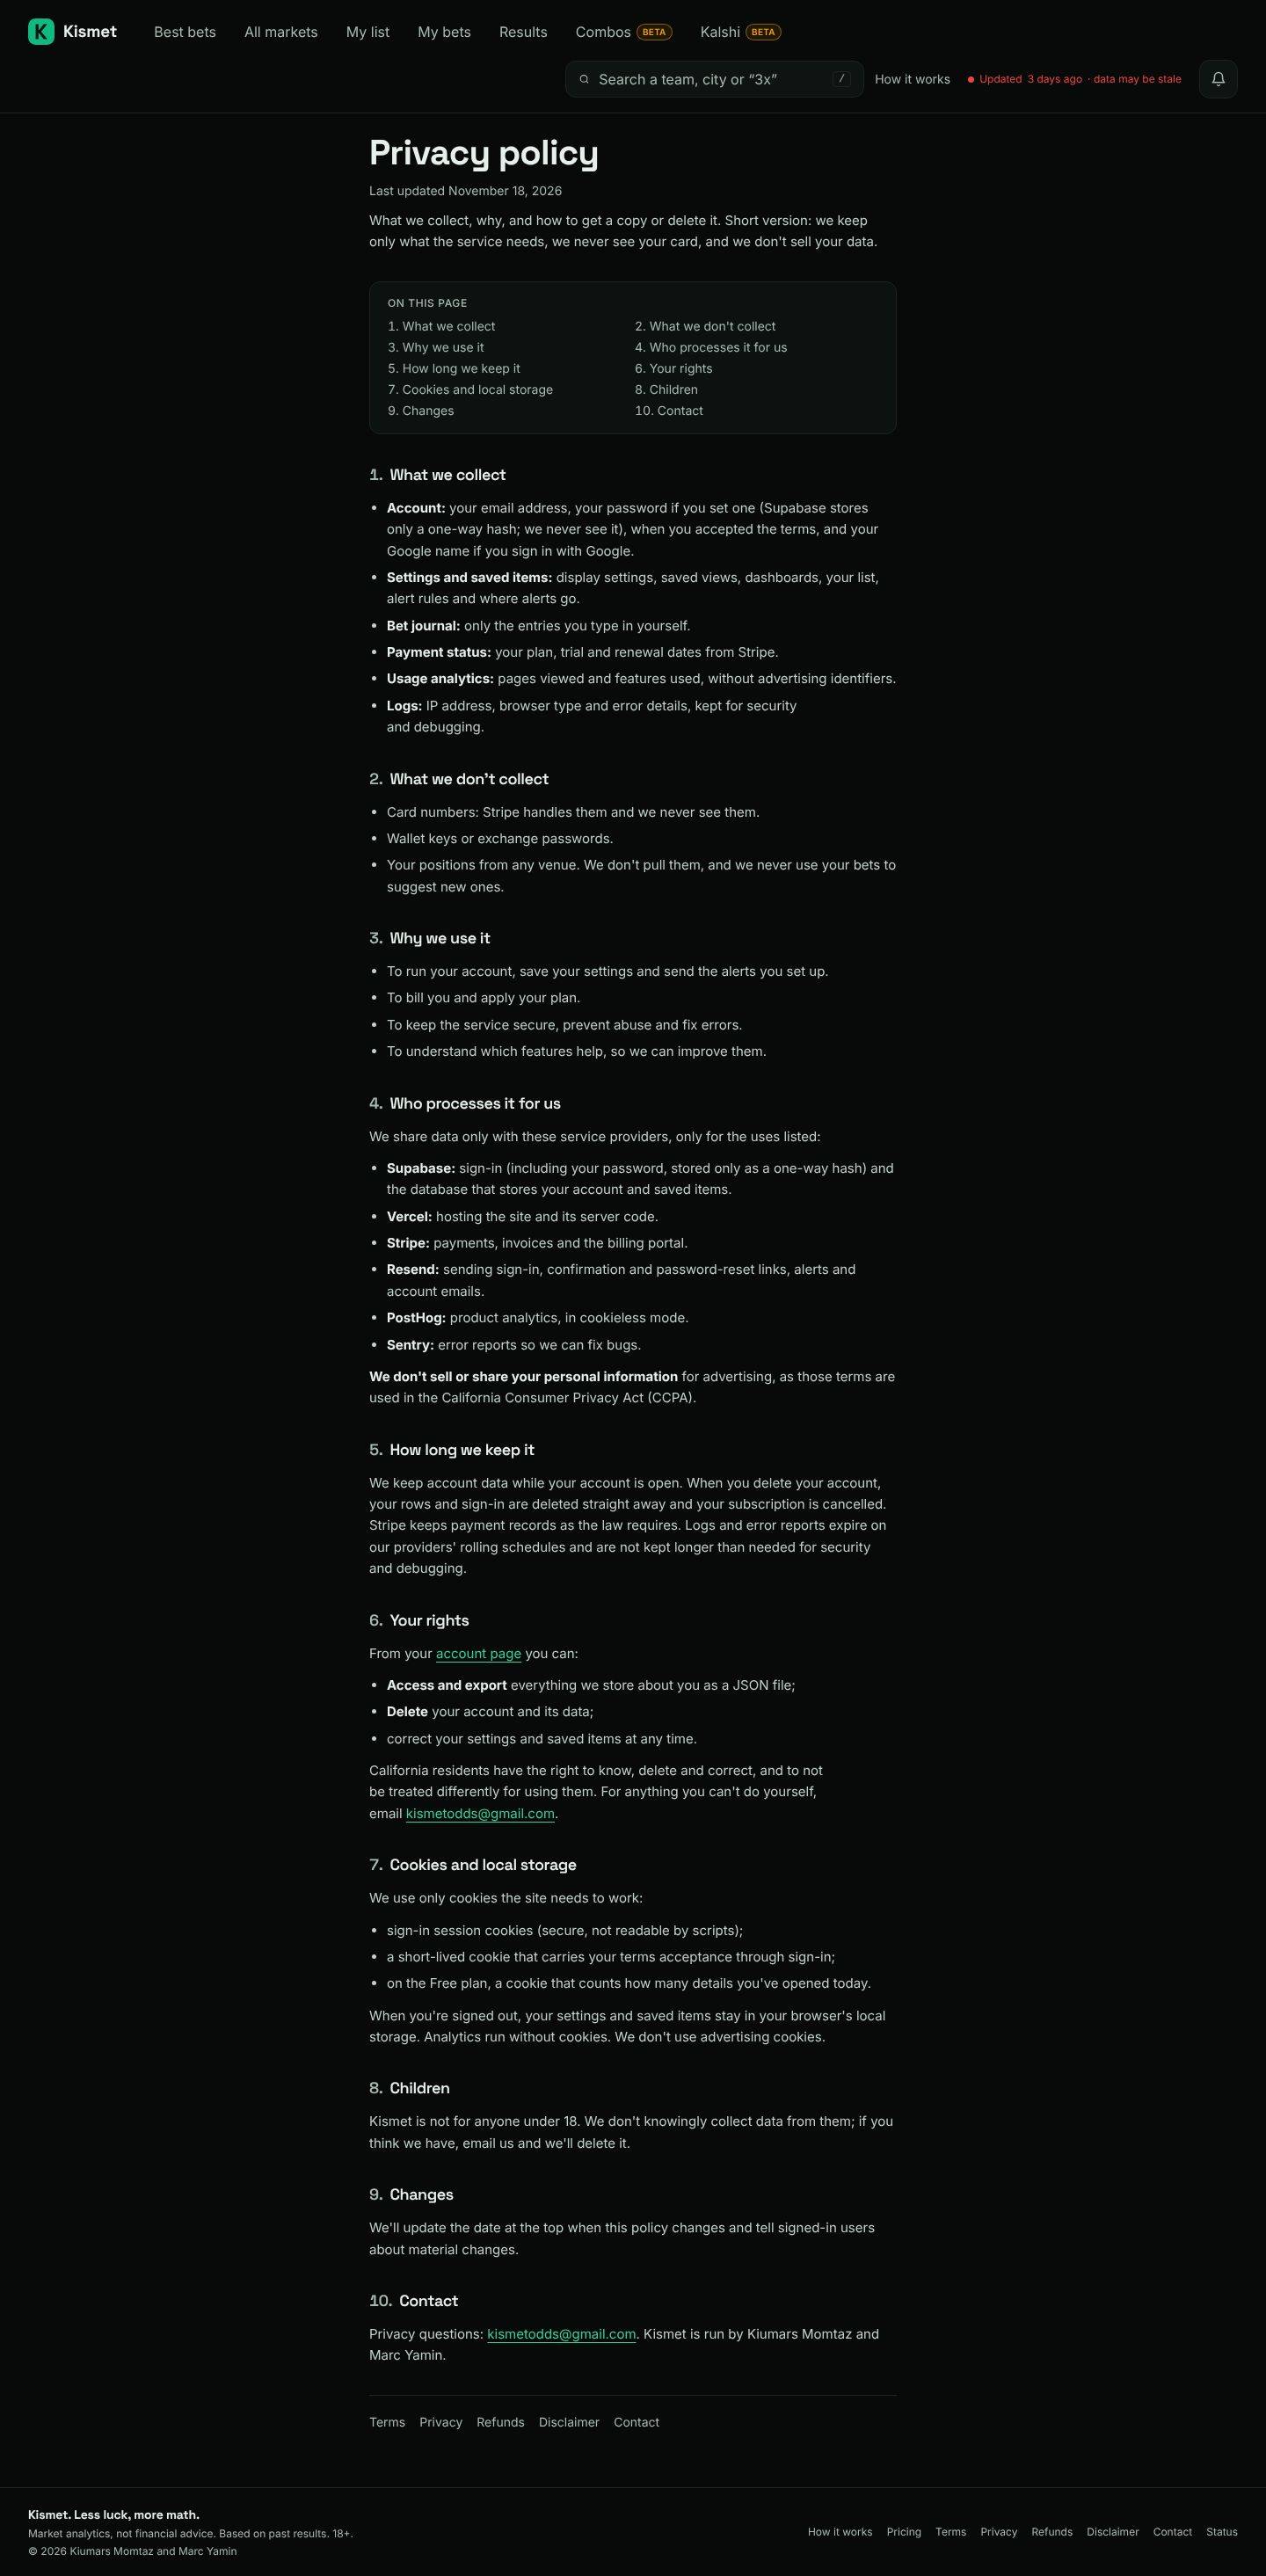 Kismet
Best bets
All markets
My list
My bets
Results
Combos BETA
Kalshi BETA
Search a team, city or “3x”
/
How it works
Updated 3 days ago · data may be stale
Privacy policy
Last updated November 18, 2026
What we collect, why, and how to get a copy or delete it. Short version: we keep
only what the service needs, we never see your card, and we don't sell your data.
ON THIS PAGE
1. What we collect
2. What we don't collect
3. Why we use it
4. Who processes it for us
5. How long we keep it
6. Your rights
7. Cookies and local storage
8. Children
9. Changes
10. Contact
1. What we collect
• Account: your email address, your password if you set one (Supabase stores
only a one-way hash; we never see it), when you accepted the terms, and your
Google name if you sign in with Google.
• Settings and saved items: display settings, saved views, dashboards, your list,
alert rules and where alerts go.
• Bet journal: only the entries you type in yourself.
• Payment status: your plan, trial and renewal dates from Stripe.
• Usage analytics: pages viewed and features used, without advertising identifiers.
• Logs: IP address, browser type and error details, kept for security
and debugging.
2. What we don't collect
• Card numbers: Stripe handles them and we never see them.
• Wallet keys or exchange passwords.
• Your positions from any venue. We don't pull them, and we never use your bets to
suggest new ones.
3. Why we use it
• To run your account, save your settings and send the alerts you set up.
• To bill you and apply your plan.
• To keep the service secure, prevent abuse and fix errors.
• To understand which features help, so we can improve them.
4. Who processes it for us
We share data only with these service providers, only for the uses listed:
• Supabase: sign-in (including your password, stored only as a one-way hash) and
the database that stores your account and saved items.
• Vercel: hosting the site and its server code.
• Stripe: payments, invoices and the billing portal.
• Resend: sending sign-in, confirmation and password-reset links, alerts and
account emails.
• PostHog: product analytics, in cookieless mode.
• Sentry: error reports so we can fix bugs.
We don't sell or share your personal information for advertising, as those terms are
used in the California Consumer Privacy Act (CCPA).
5. How long we keep it
We keep account data while your account is open. When you delete your account,
your rows and sign-in are deleted straight away and your subscription is cancelled.
Stripe keeps payment records as the law requires. Logs and error reports expire on
our providers' rolling schedules and are not kept longer than needed for security
and debugging.
6. Your rights
From your account page you can:
• Access and export everything we store about you as a JSON file;
• Delete your account and its data;
• correct your settings and saved items at any time.
California residents have the right to know, delete and correct, and to not
be treated differently for using them. For anything you can't do yourself,
email kismetodds@gmail.com.
7. Cookies and local storage
We use only cookies the site needs to work:
• sign-in session cookies (secure, not readable by scripts);
• a short-lived cookie that carries your terms acceptance through sign-in;
• on the Free plan, a cookie that counts how many details you've opened today.
When you're signed out, your settings and saved items stay in your browser's local
storage. Analytics run without cookies. We don't use advertising cookies.
8. Children
Kismet is not for anyone under 18. We don't knowingly collect data from them; if you
think we have, email us and we'll delete it.
9. Changes
We'll update the date at the top when this policy changes and tell signed-in users
about material changes.
10. Contact
Privacy questions: kismetodds@gmail.com. Kismet is run by Kiumars Momtaz and
Marc Yamin.
Terms
Privacy
Refunds
Disclaimer
Contact
Kismet. Less luck, more math.
Market analytics, not financial advice. Based on past results. 18+.
© 2026 Kiumars Momtaz and Marc Yamin
How it works
Pricing
Terms
Privacy
Refunds
Disclaimer
Contact
Status